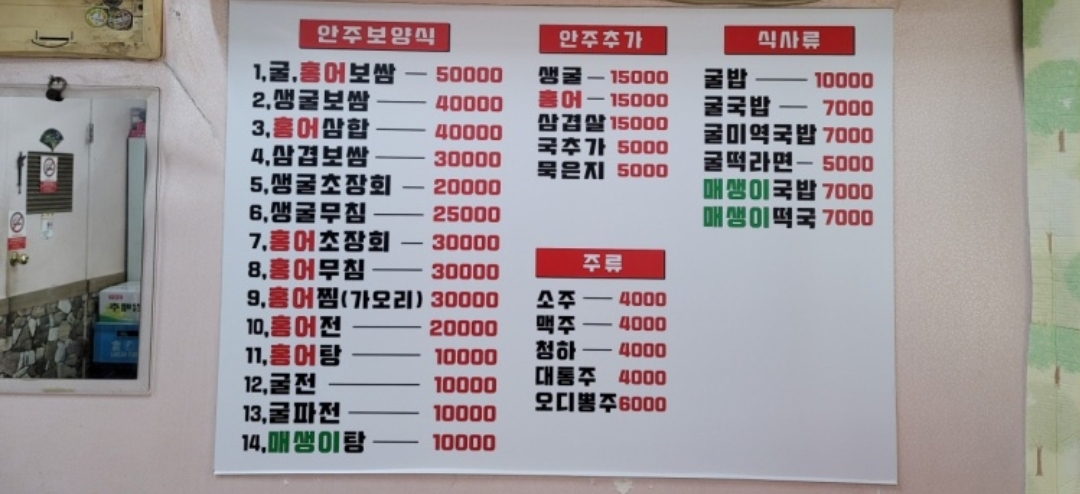 안주보양식
1,굴,홍어보쌈 — 50000
2,생굴보쌈 — 40000
3,홍어삼합 — 40000
4,삼겹보쌈 — 30000
5,생굴초장회 — 20000
6,생굴무침 — 25000
7,홍어초장회 — 30000
8,홍어무침 — 30000
9,홍어찜(가오리) 30000
10,홍어전 — 20000
11,홍어탕 — 10000
12,굴전 — 10000
13,굴파전 — 10000
14,매생이탕 — 10000
안주추가
생굴 — 15000
홍어 — 15000
삼겹살 15000
국추가 5000
묵은지 5000
주류
소주 — 4000
맥주 — 4000
청하 — 4000
대통주 4000
오디뽕주 6000
식사류
굴밥 — 10000
굴국밥 — 7000
굴미역국밥 7000
굴떡라면 — 5000
매생이국밥 7000
매생이떡국 7000